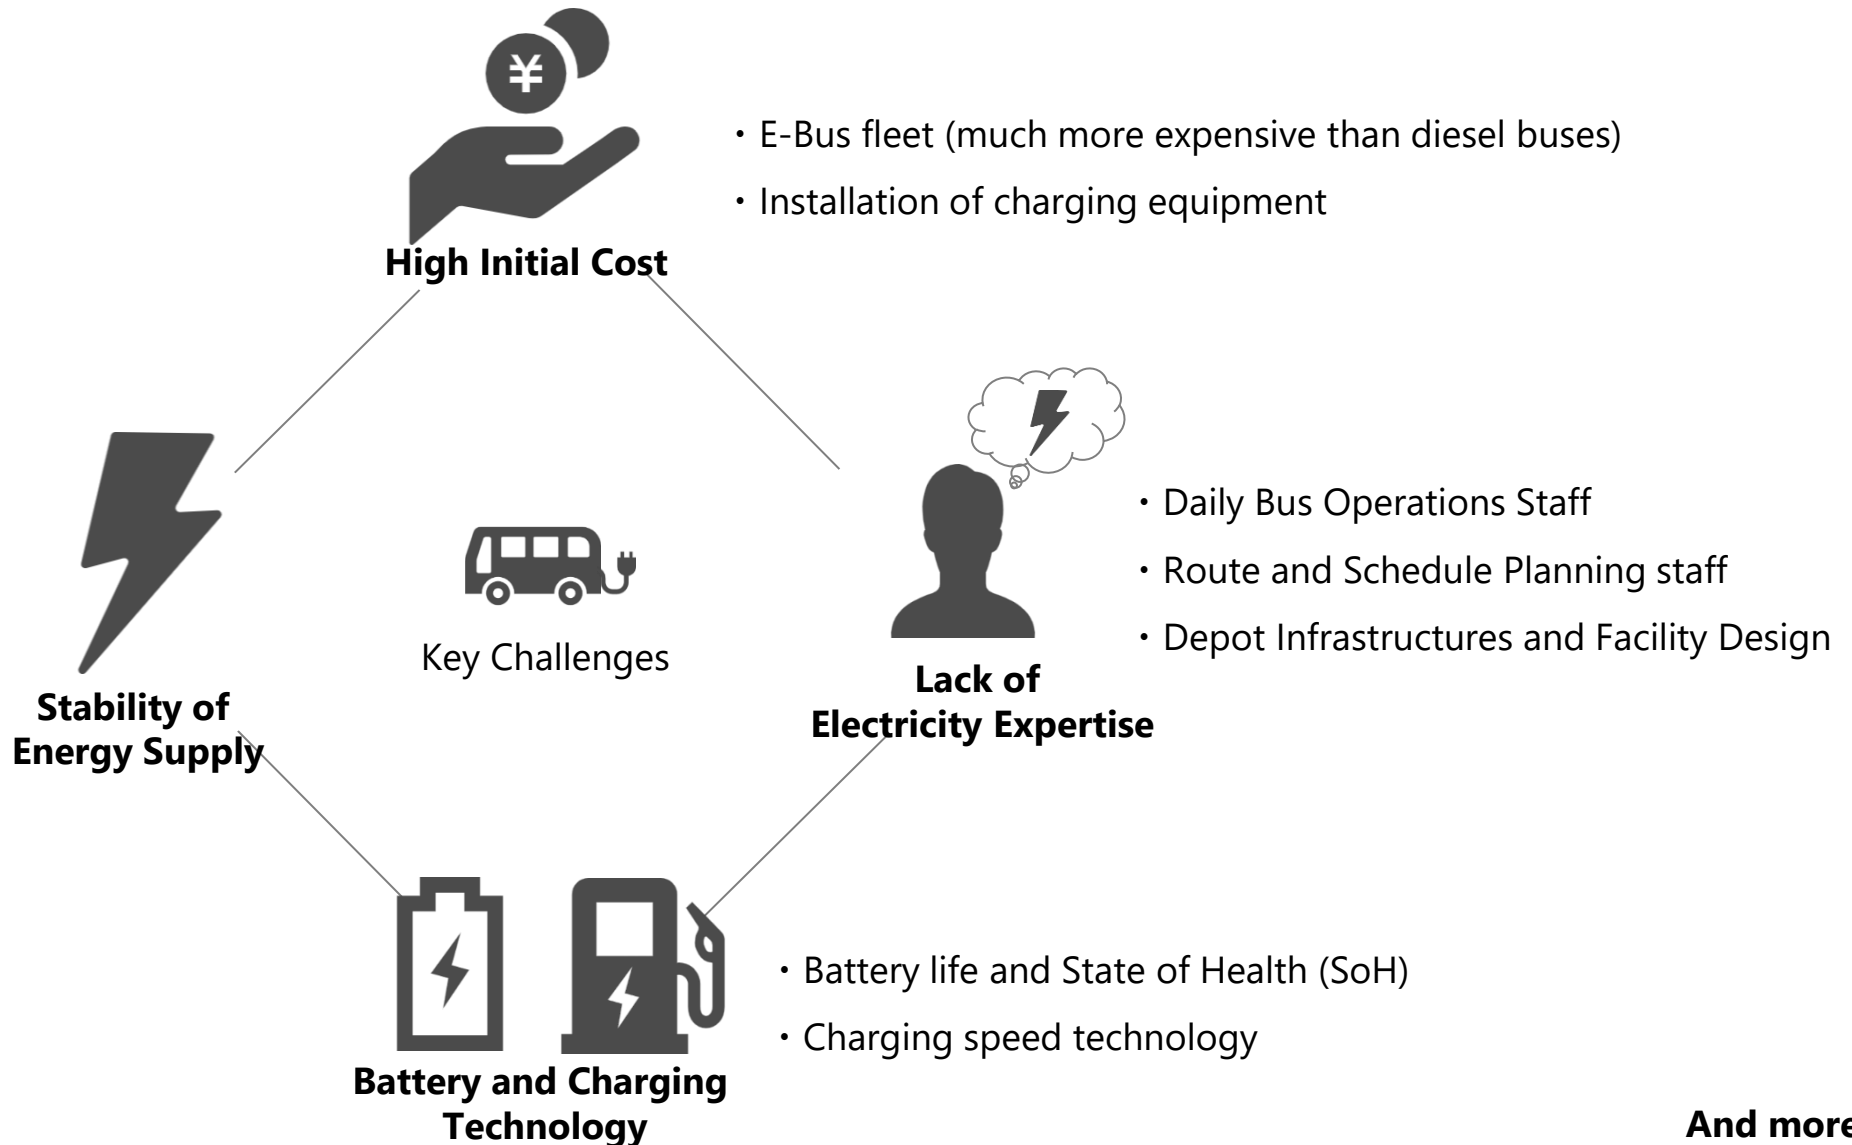 ¥
・E-Bus fleet (much more expensive than diesel buses)
・Installation of charging equipment
High Initial Cost
・Daily Bus Operations Staff
・Route and Schedule Planning staff
・Depot Infrastructures and Facility Design
Lack of
Electricity Expertise
Key Challenges
Stability of
Energy Supply
・Battery life and State of Health (SoH)
・Charging speed technology
Battery and Charging
Technology
And more